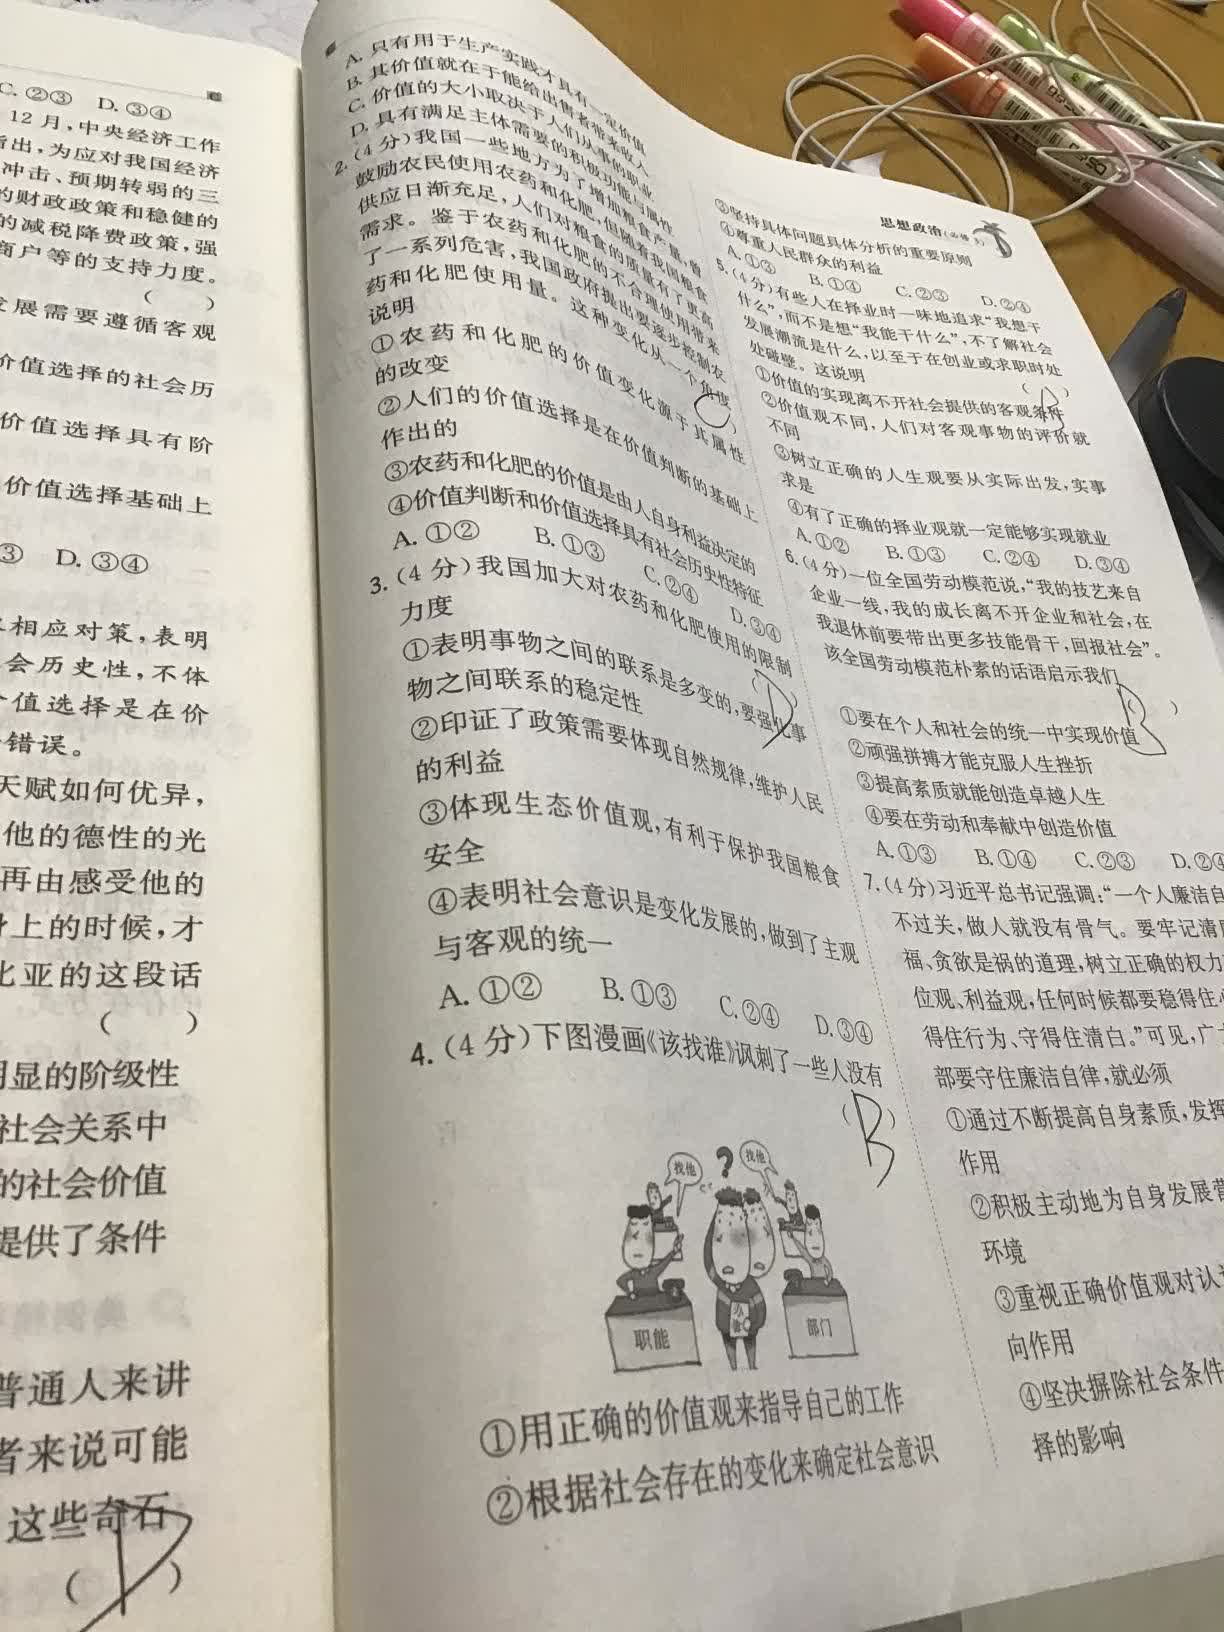 C. ②③ D. ③④
12月,中央经济工作
指出,为应对我国经济
冲击、预期转弱的三
的财政政策和稳健的
的减税降费政策,强
商户等的支持力度。
( )
发展需要遵循客观
价值选择的社会历
价值选择具有阶
价值选择基础上
③ D. ③④
相应对策,表明
会历史性,不体
值选择是在价
错误。
天赋如何优异,
他的德性的光
再由感受他的
身上的时候,才
比亚的这段话
( )
明显的阶级性
社会关系中
的社会价值
提供了条件
普通人来讲
者来说可能
这些奇石
( D )
A. 只有用于生产实践才具有一定价值
B. 其价值就在于能给出售者带来收入
C. 价值的大小取决于人们从事的职业
D. 具有满足主体需要的积极功能与属性
2. (4分)我国一些地方为了增加粮食产量,曾
鼓励农民使用农药和化肥,但随着我国粮食
供应日渐充足,人们对粮食的质量有了更高
需求。鉴于农药和化肥的不合理使用带来
了一系列危害,我国政府提出要逐步控制农
药和化肥使用量。这种变化从一个角度
说明 ( C )
①农药和化肥的价值变化源于其属性
的改变
②人们的价值选择是在价值判断的基础上
作出的
③农药和化肥的价值是由人自身利益决定的
④价值判断和价值选择具有社会历史性特征
A. ①② B. ①③ C. ②④ D. ③④
3. (4分)我国加大对农药和化肥使用的限制
力度 ( D )
①表明事物之间的联系是多变的,要强化事
物之间联系的稳定性
②印证了政策需要体现自然规律,维护人民
的利益
③体现生态价值观,有利于保护我国粮食
安全
④表明社会意识是变化发展的,做到了主观
与客观的统一
A. ①② B. ①③ C. ②④ D. ③④
4. (4分)下图漫画《该找谁》讽刺了一些人没有
( B )
找他
?
找他
职能
办事
部门
①用正确的价值观来指导自己的工作
②根据社会存在的变化来确定社会意识
思想政治(必修 )
③坚持具体问题具体分析的重要原则
④尊重人民群众的利益
A. ①③ B. ①④ C. ②③ D. ②④
5. (4分)有些人在择业时一味地追求“我想干
什么”,而不是想“我能干什么”,不了解社会
发展潮流是什么,以至于在创业或求职时处
处碰壁。这说明 ( B )
①价值的实现离不开社会提供的客观条件
②价值观不同,人们对客观事物的评价就
不同
③树立正确的人生观要从实际出发,实事
求是
④有了正确的择业观就一定能够实现就业
A. ①② B. ①③ C. ②④ D. ③④
6. (4分)一位全国劳动模范说,“我的技艺来自
企业一线,我的成长离不开企业和社会,在
我退休前要带出更多技能骨干,回报社会”。
该全国劳动模范朴素的话语启示我们
( B )
①要在个人和社会的统一中实现价值
②顽强拼搏才能克服人生挫折
③提高素质就能创造卓越人生
④要在劳动和奉献中创造价值
A. ①③ B. ①④ C. ②③ D. ②④
7. (4分)习近平总书记强调:“一个人廉洁自
不过关,做人就没有骨气。要牢记清
福、贪欲是祸的道理,树立正确的权力
位观、利益观,任何时候都要稳得住
得住行为、守得住清白。”可见,广
部要守住廉洁自律,就必须
①通过不断提高自身素质,发挥
作用
②积极主动地为自身发展营
环境
③重视正确价值观对认
向作用
④坚决摒除社会条件
择的影响